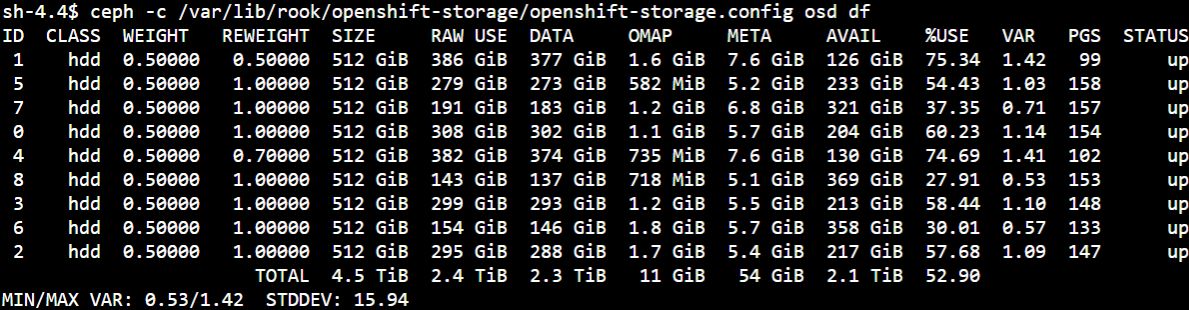 sh-4.4$ ceph -c /var/lib/rook/openshift-storage/openshift-storage.config osd df
ID  CLASS  WEIGHT   REWEIGHT  SIZE     RAW USE  DATA     OMAP     META     AVAIL    %USE   VAR   PGS  STATUS
 1    hdd  0.50000   0.50000  512 GiB  386 GiB  377 GiB  1.6 GiB  7.6 GiB  126 GiB  75.34  1.42   99      up
 5    hdd  0.50000   1.00000  512 GiB  279 GiB  273 GiB  582 MiB  5.2 GiB  233 GiB  54.43  1.03  158      up
 7    hdd  0.50000   1.00000  512 GiB  191 GiB  183 GiB  1.2 GiB  6.8 GiB  321 GiB  37.35  0.71  157      up
 0    hdd  0.50000   1.00000  512 GiB  308 GiB  302 GiB  1.1 GiB  5.7 GiB  204 GiB  60.23  1.14  154      up
 4    hdd  0.50000   0.70000  512 GiB  382 GiB  374 GiB  735 MiB  7.6 GiB  130 GiB  74.69  1.41  102      up
 8    hdd  0.50000   1.00000  512 GiB  143 GiB  137 GiB  718 MiB  5.1 GiB  369 GiB  27.91  0.53  153      up
 3    hdd  0.50000   1.00000  512 GiB  299 GiB  293 GiB  1.2 GiB  5.5 GiB  213 GiB  58.44  1.10  148      up
 6    hdd  0.50000   1.00000  512 GiB  154 GiB  146 GiB  1.8 GiB  5.7 GiB  358 GiB  30.01  0.57  133      up
 2    hdd  0.50000   1.00000  512 GiB  295 GiB  288 GiB  1.7 GiB  5.4 GiB  217 GiB  57.68  1.09  147      up
                       TOTAL  4.5 TiB  2.4 TiB  2.3 TiB   11 GiB   54 GiB  2.1 TiB  52.90
MIN/MAX VAR: 0.53/1.42  STDDEV: 15.94